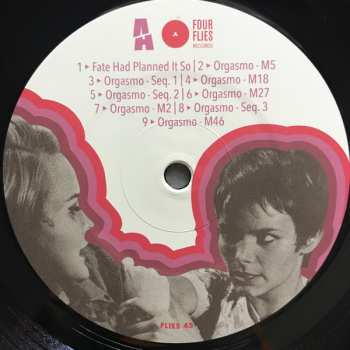 A FOUR
FLIES
RECORDS
1 ▸ Fate Had Planned It So | 2 ▸ Orgasmo - M5
3 ▸ Orgasmo - Seq. 1 | 4 ▸ Orgasmo - M18
5 ▸ Orgasmo - Seq. 2 | 6 ▸ Orgasmo - M27
7 ▸ Orgasmo - M2 | 8 ▸ Orgasmo - Seq. 3
9 ▸ Orgasmo - M46
FLIES 45